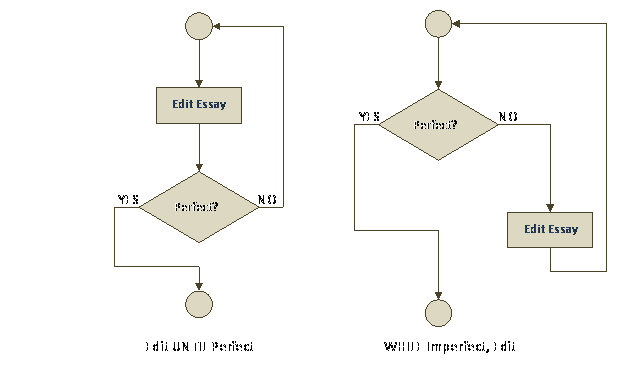 Edit Essay
Perfect?
YES
NO
Edit UNTIL Perfect
Perfect?
YES
NO
Edit Essay
WHILE Imperfect, Edit